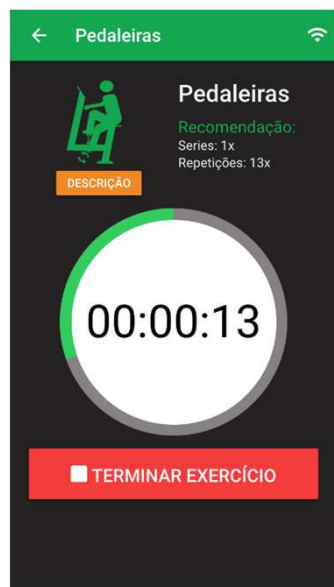 Pedaleiras
Pedaleiras
Recomendação:
Series: 1x
Repetições: 13x
DESCRIÇÃO
00:00:13
TERMINAR EXERCÍCIO